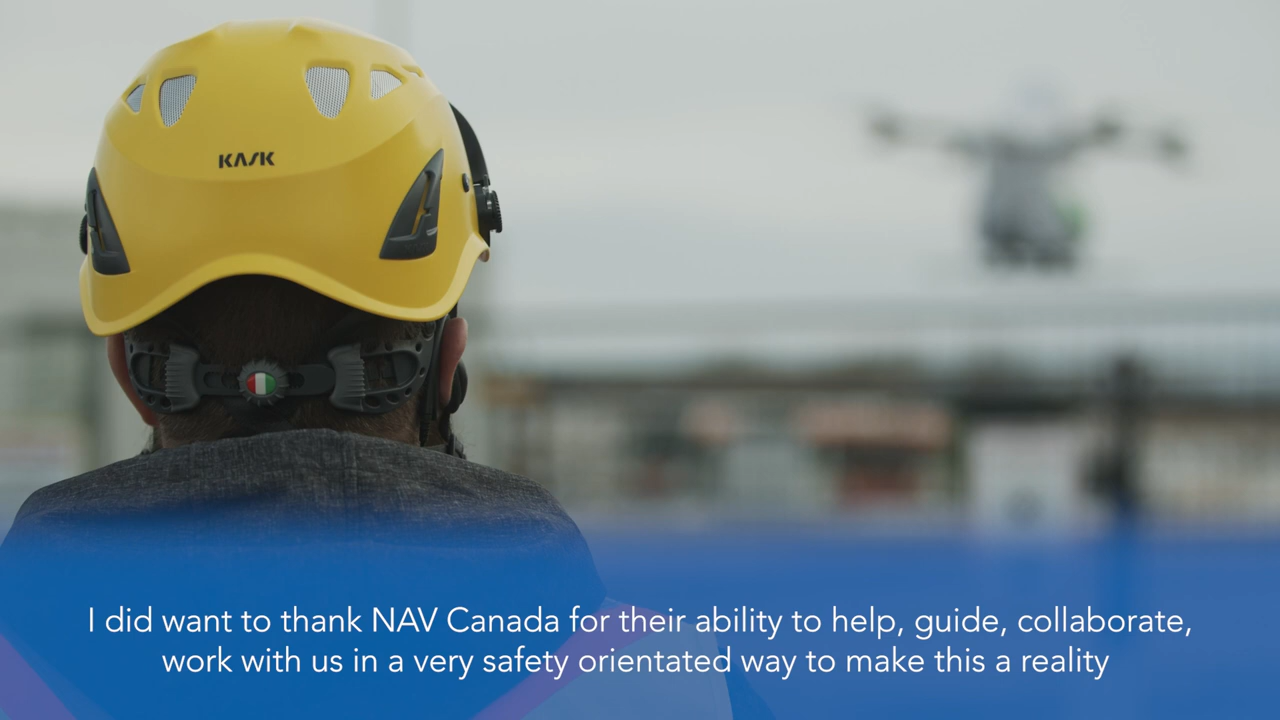 KASK
I did want to thank NAV Canada for their ability to help, guide, collaborate,
work with us in a very safety orientated way to make this a reality